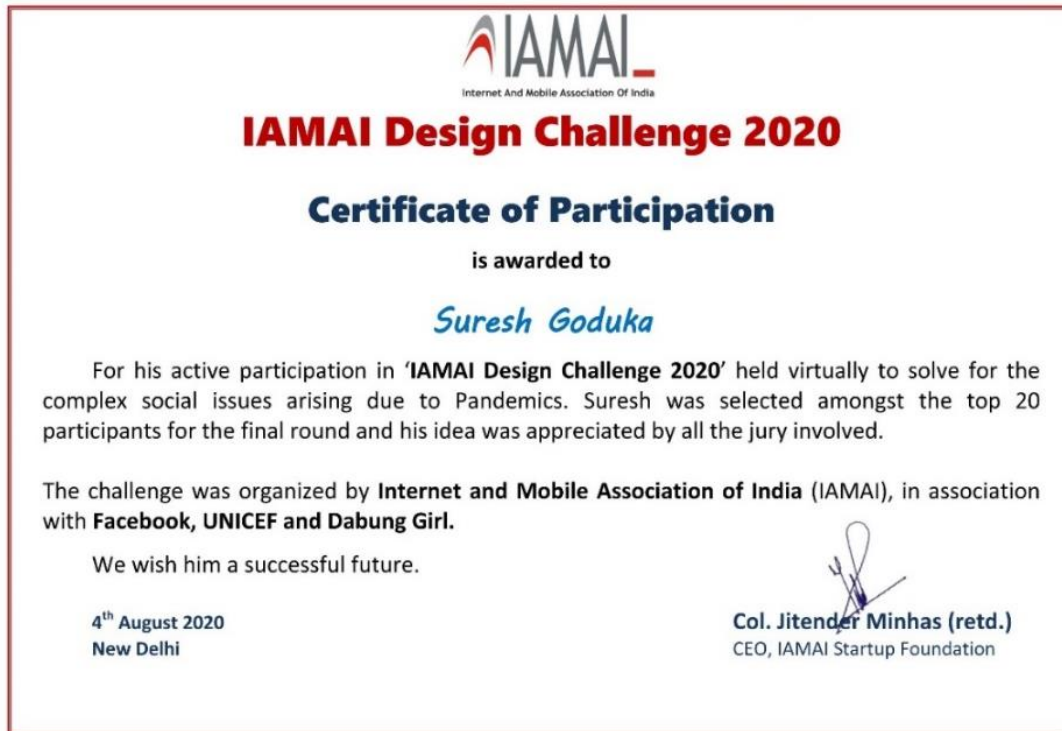 IAMAI
Internet And Mobile Association Of India
IAMAI Design Challenge 2020
Certificate of Participation
is awarded to
Suresh Goduka
For his active participation in ‘IAMAI Design Challenge 2020’ held virtually to solve for the
complex social issues arising due to Pandemics. Suresh was selected amongst the top 20
participants for the final round and his idea was appreciated by all the jury involved.
The challenge was organized by Internet and Mobile Association of India (IAMAI), in association
with Facebook, UNICEF and Dabung Girl.
We wish him a successful future.
4th August 2020
New Delhi
Col. Jitender Minhas (retd.)
CEO, IAMAI Startup Foundation